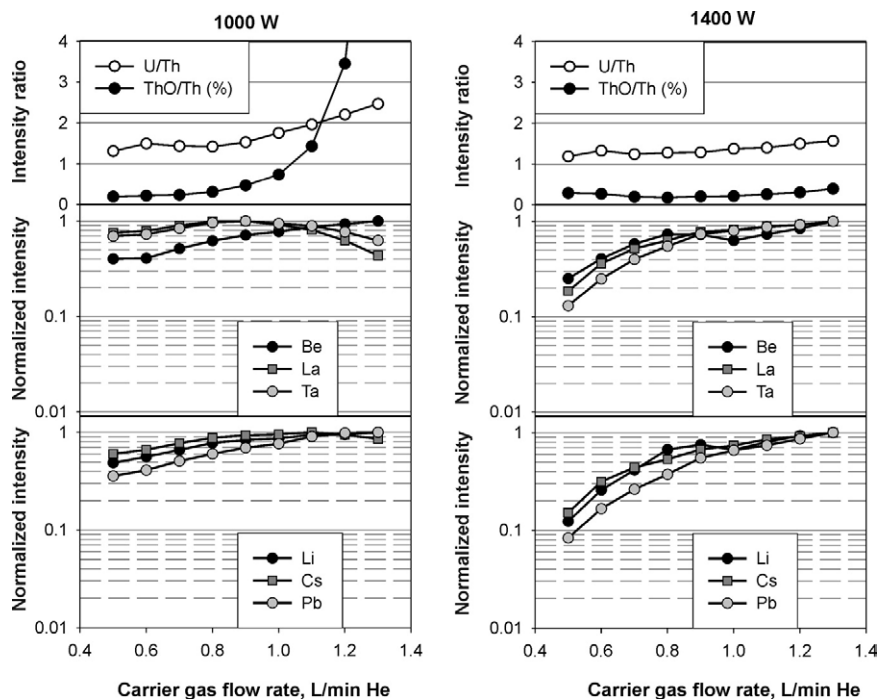 1000 W
Intensity ratio
4
3
2
1
0
U/Th
ThO/Th (%)
Normalized intensity
1
0.1
0.01
Be
La
Ta
Normalized intensity
1
0.1
0.01
Li
Cs
Pb
0.4 0.6 0.8 1.0 1.2 1.4
Carrier gas flow rate, L/min He
1400 W
Intensity ratio
4
3
2
1
0
U/Th
ThO/Th (%)
Normalized intensity
1
0.1
0.01
Be
La
Ta
Normalized intensity
1
0.1
0.01
Li
Cs
Pb
0.4 0.6 0.8 1.0 1.2 1.4
Carrier gas flow rate, L/min He